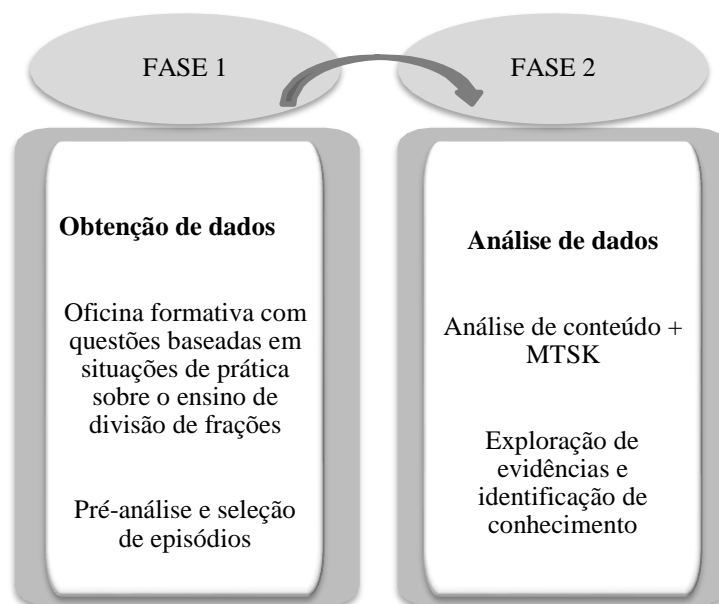 FASE 1
Obtenção de dados
Oficina formativa com
questões baseadas em
situações de prática
sobre o ensino de
divisão de frações
Pré-análise e seleção
de episódios
FASE 2
Análise de dados
Análise de conteúdo +
MTSK
Exploração de
evidências e
identificação de
conhecimento